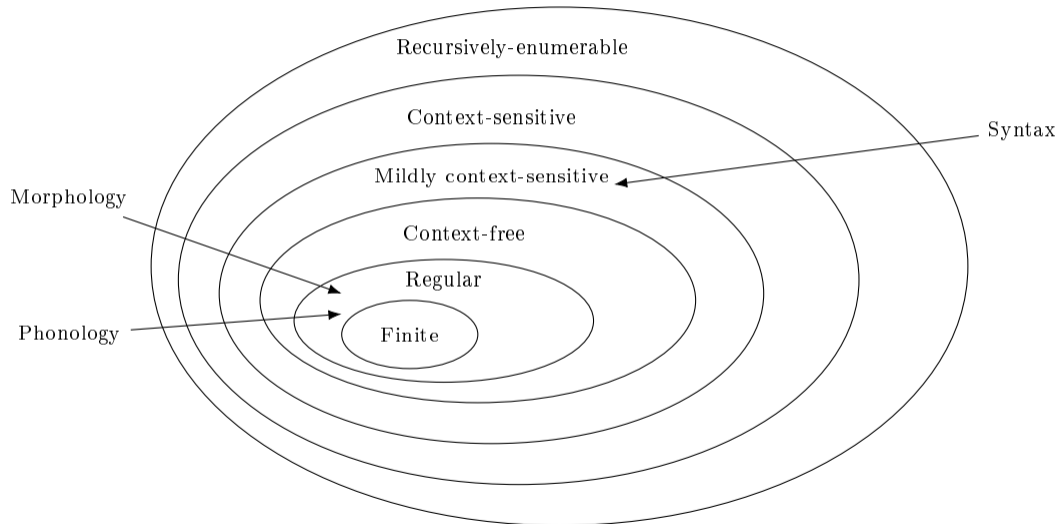 Recursively-enumerable
Context-sensitive
Syntax
Mildly context-sensitive
Morphology
Context-free
Regular
Phonology
Finite